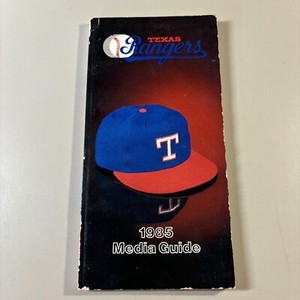 TEXAS
Rangers
T
1985
Media Guide